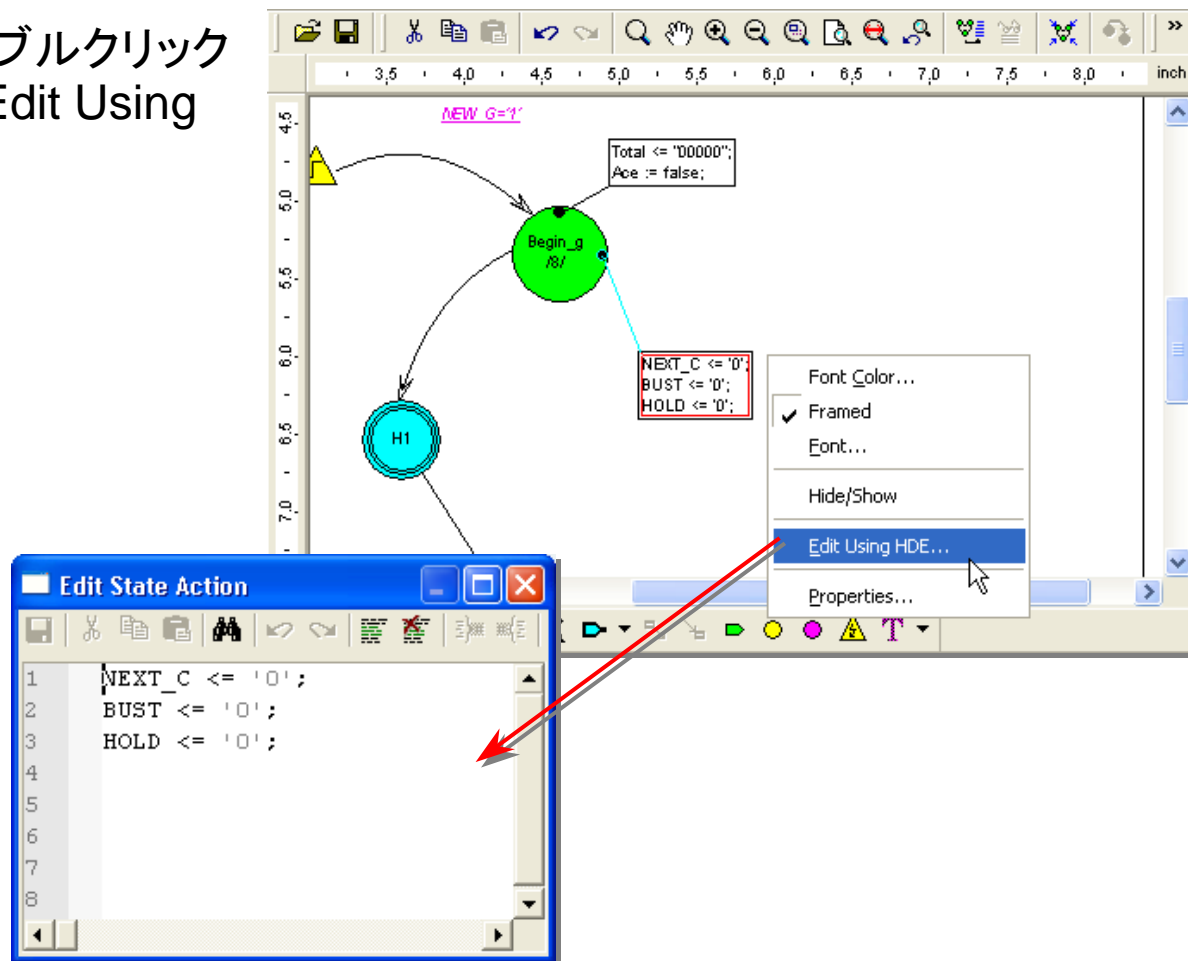 ブルクリック
Edit Using
3,5 4,0 4,5 5,0 5,5 6,0 6,5 7,0 7,5 8,0 inch
4,5
5,0
5,5
6,0
6,5
7,0
NEW_G='1'
Total <= "00000";
Ace := false;
Begin_g
/8/
NEXT_C <= '0';
BUST <= '0';
HOLD <= '0';
H1
Font Color...
Framed
Font...
Hide/Show
Edit Using HDE...
Properties...
Edit State Action
1 NEXT_C <= '0';
2 BUST <= '0';
3 HOLD <= '0';
4
5
6
7
8